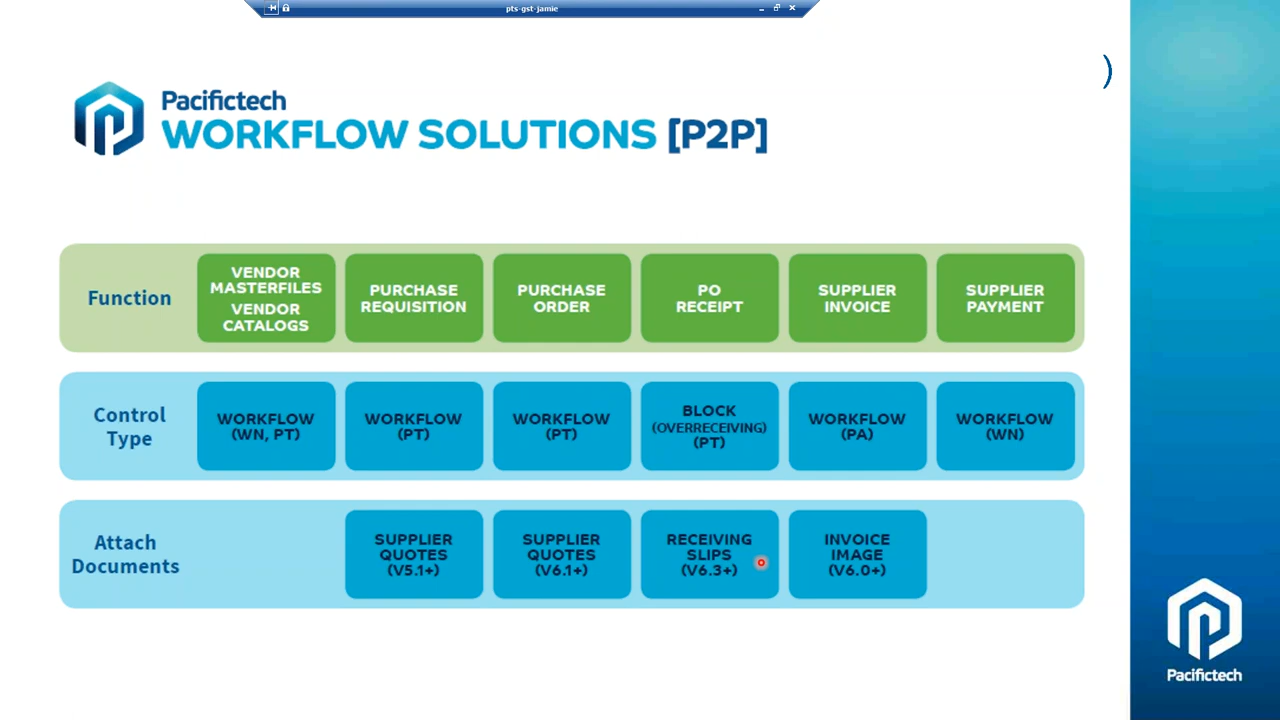 pts-gst-jamie
)
Pacifictech
WORKFLOW SOLUTIONS [P2P]
Function
VENDOR
MASTERFILES
VENDOR
CATALOGS
PURCHASE
REQUISITION
PURCHASE
ORDER
PO
RECEIPT
SUPPLIER
INVOICE
SUPPLIER
PAYMENT
Control
Type
WORKFLOW
(WN, PT)
WORKFLOW
(PT)
WORKFLOW
(PT)
BLOCK
(OVERRECEIVING)
(PT)
WORKFLOW
(PA)
WORKFLOW
(WN)
Attach
Documents
SUPPLIER
QUOTES
(V5.1+)
SUPPLIER
QUOTES
(V6.1+)
RECEIVING
SLIPS
(V6.3+)
INVOICE
IMAGE
(V6.0+)
Pacifictech